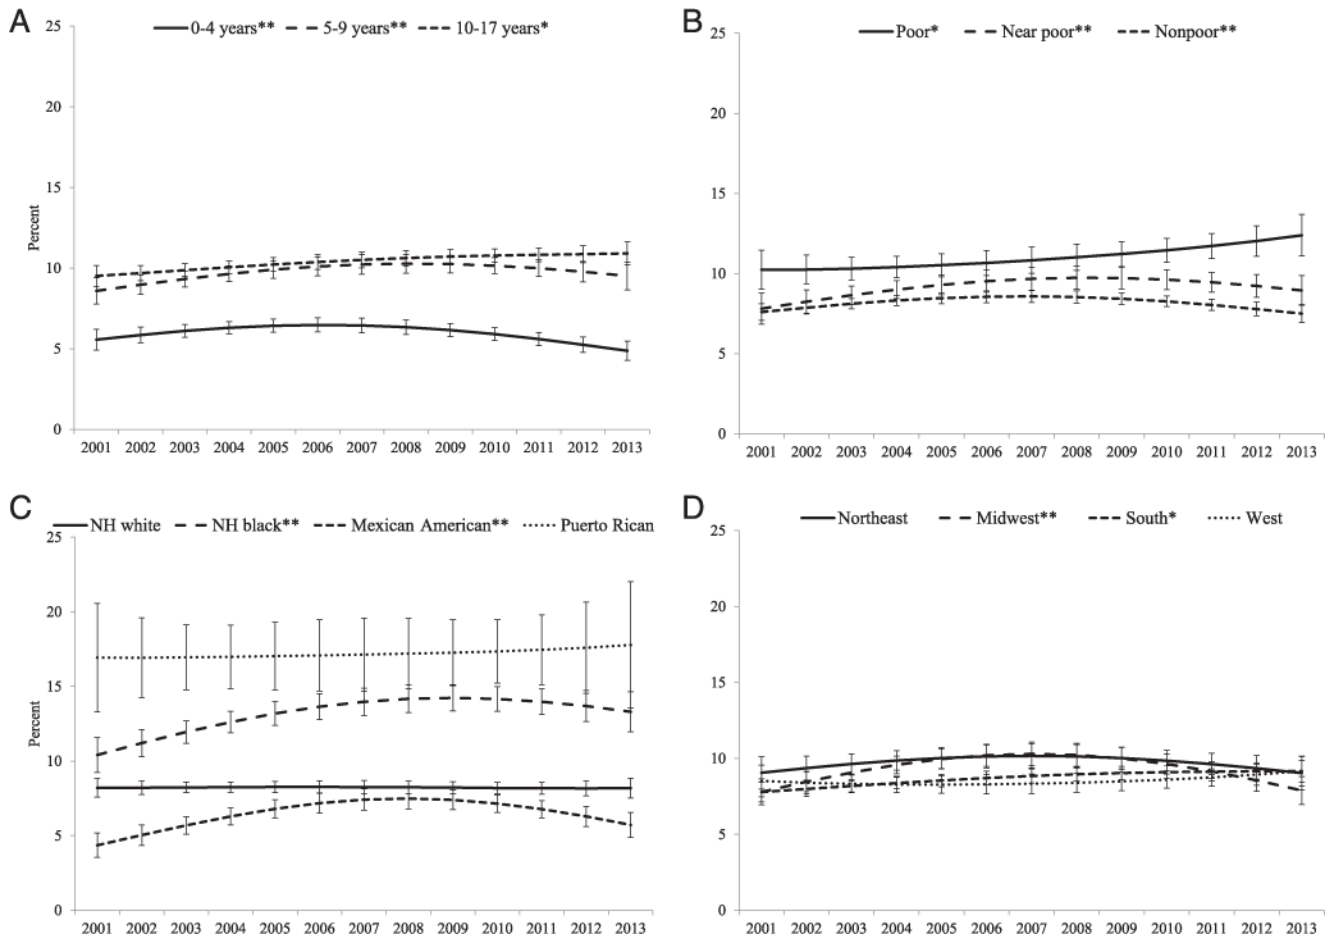 A
0-4 years** 5-9 years** 10-17 years*
25
20
15
10
5
0
Percent
2001 2002 2003 2004 2005 2006 2007 2008 2009 2010 2011 2012 2013
B
Poor* Near poor** Nonpoor**
25
20
15
10
5
0
2001 2002 2003 2004 2005 2006 2007 2008 2009 2010 2011 2012 2013
C
NH white NH black** Mexican American** Puerto Rican
25
20
15
10
5
0
Percent
2001 2002 2003 2004 2005 2006 2007 2008 2009 2010 2011 2012 2013
D
Northeast Midwest** South* West
25
20
15
10
5
0
2001 2002 2003 2004 2005 2006 2007 2008 2009 2010 2011 2012 2013